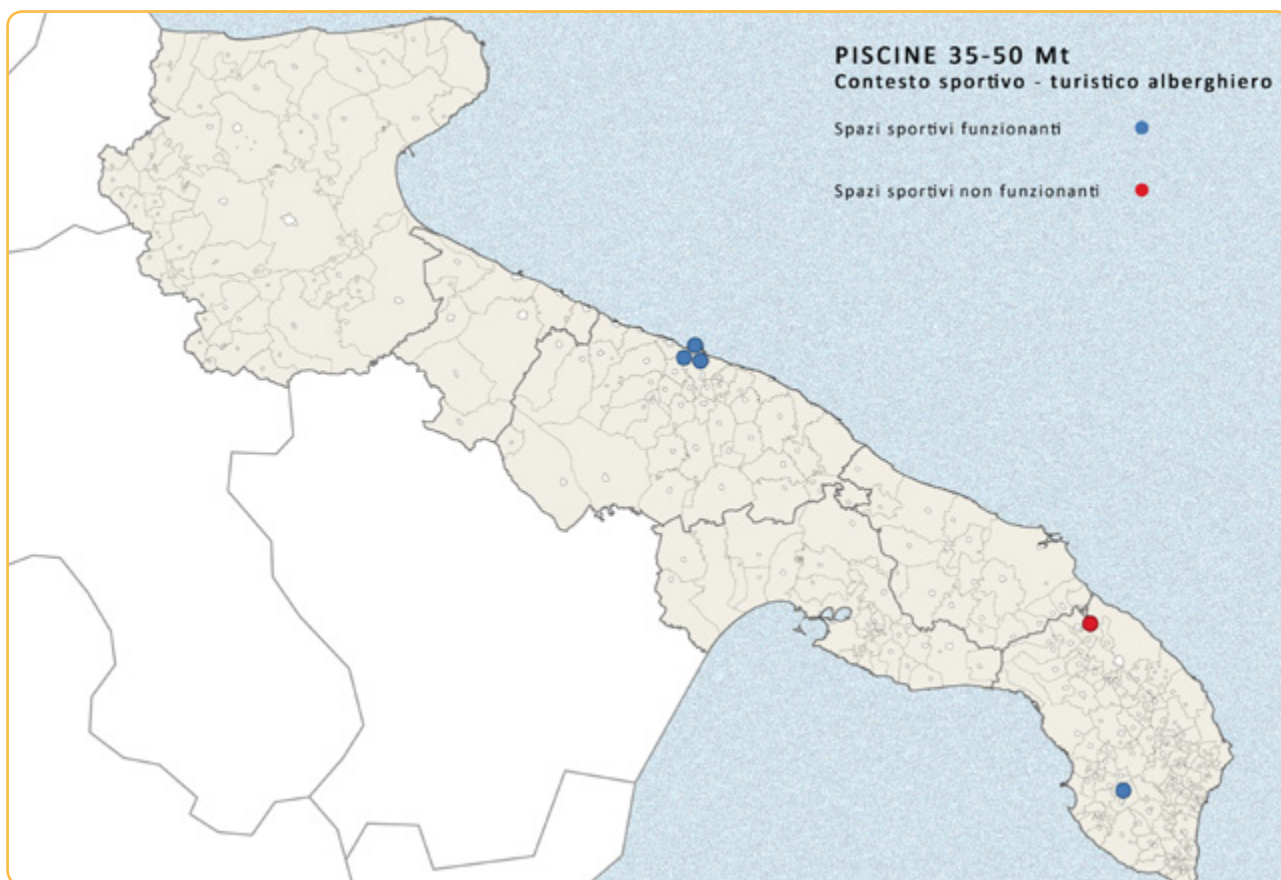 PISCINE 35-50 Mt
Contesto sportivo - turistico alberghiero
Spazi sportivi funzionanti
Spazi sportivi non funzionanti